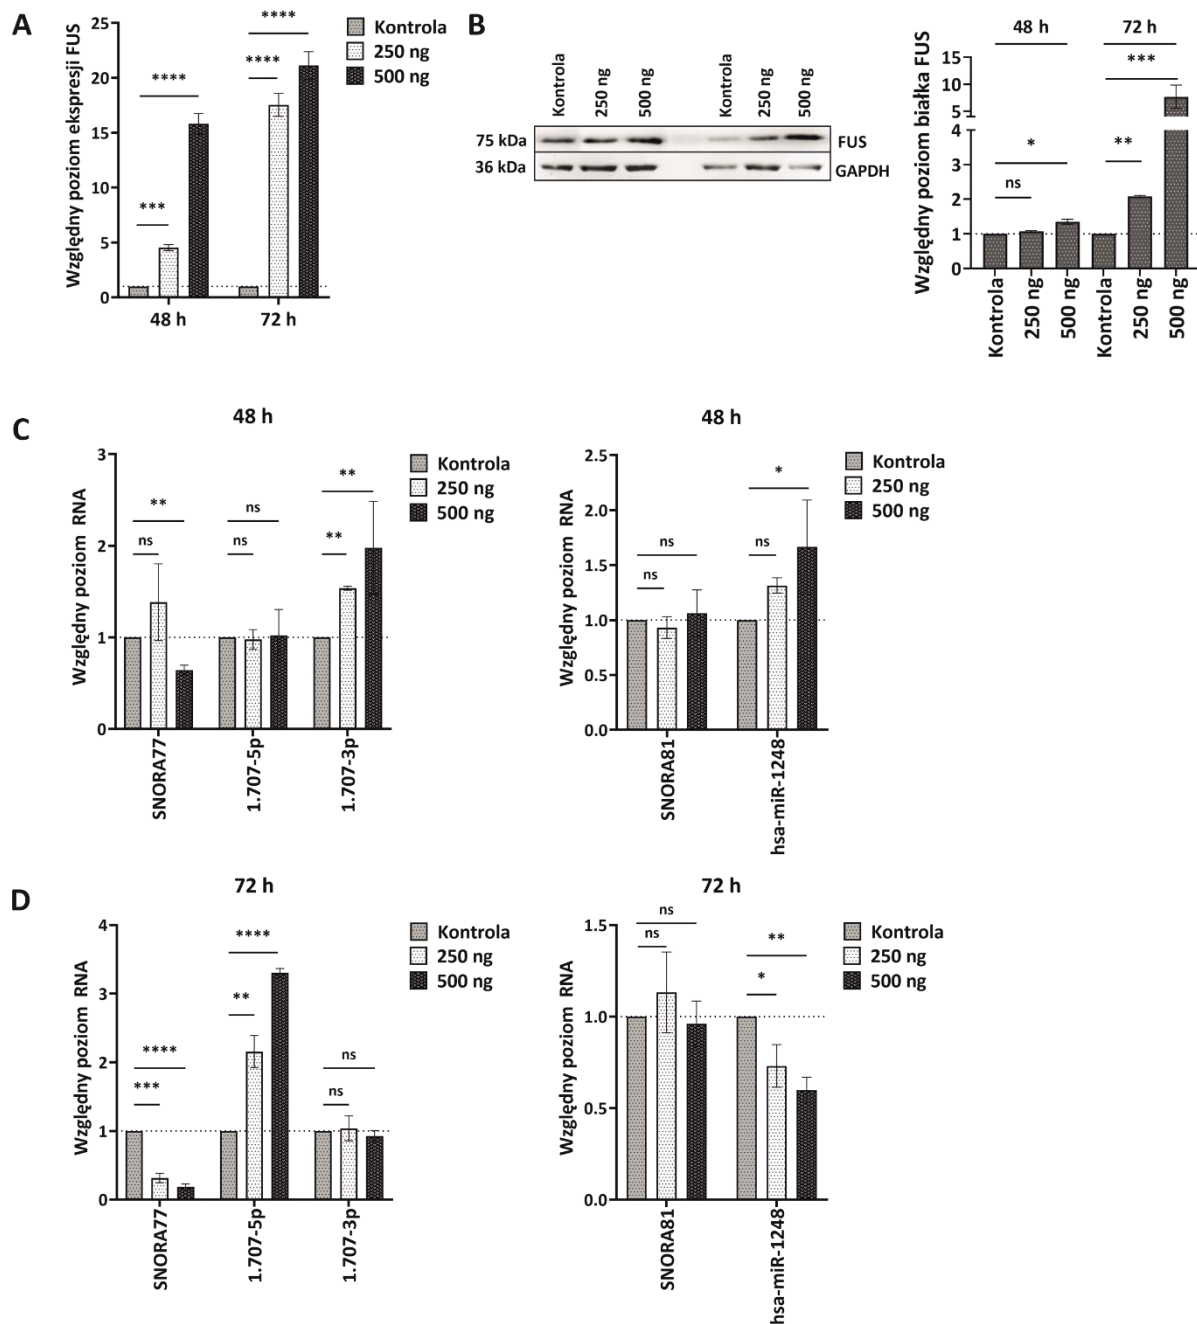 A
Względny poziom ekspresji FUS
25
20
15
10
5
0
***
****
****
****
48 h
72 h
Kontrola
250 ng
500 ng
B
Kontrola
250 ng
500 ng
Kontrola
250 ng
500 ng
75 kDa
FUS
36 kDa
GAPDH
Względny poziom białka FUS
48 h
72 h
15
10
5
4
3
2
1
0
ns
*
**
***
Kontrola
250 ng
500 ng
Kontrola
250 ng
500 ng
C
48 h
Względny poziom RNA
3
2
1
0
**
ns
ns
ns
**
**
SNORA77
1.707-5p
1.707-3p
Kontrola
250 ng
500 ng
48 h
Względny poziom RNA
2.5
2.0
1.5
1.0
0.5
0.0
ns
ns
*
ns
SNORA81
hsa-miR-1248
Kontrola
250 ng
500 ng
D
72 h
Względny poziom RNA
4
3
2
1
0
****
***
****
**
ns
ns
SNORA77
1.707-5p
1.707-3p
Kontrola
250 ng
500 ng
72 h
Względny poziom RNA
1.5
1.0
0.5
0.0
ns
ns
**
*
SNORA81
hsa-miR-1248
Kontrola
250 ng
500 ng